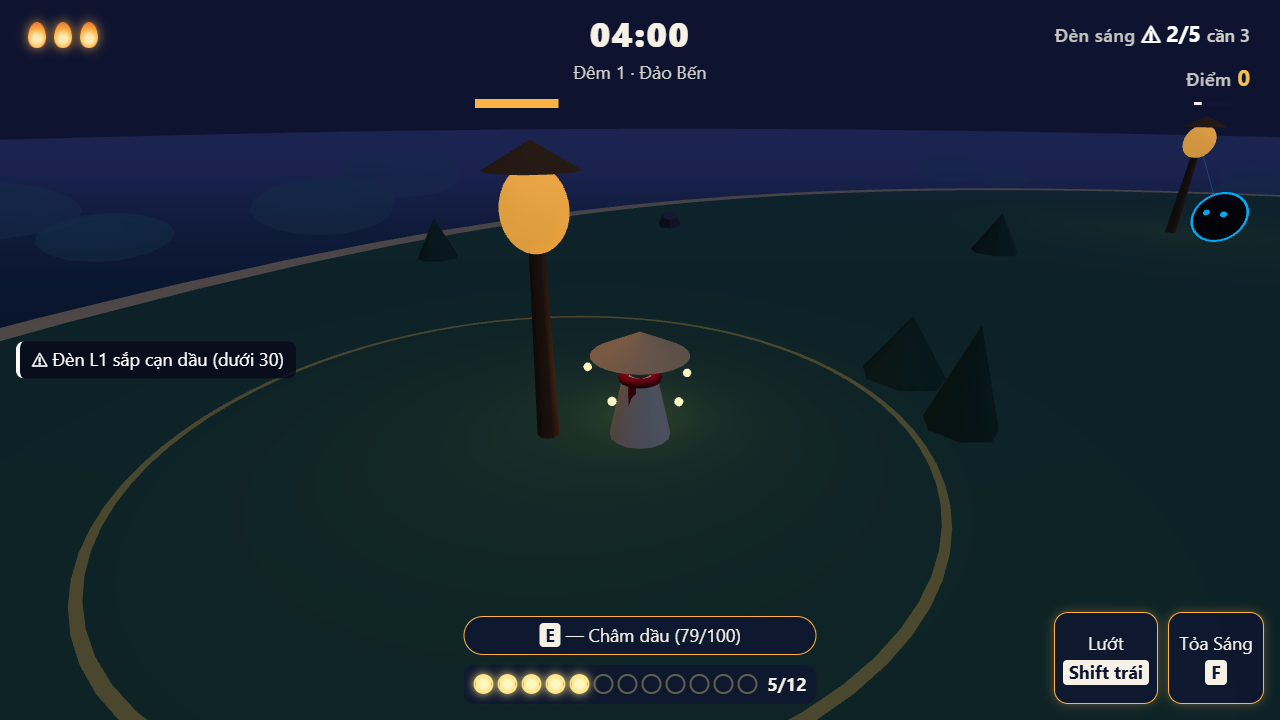 04:00
Đêm 1 · Đảo Bến
Đèn sáng ⚠ 2/5 cần 3
Điểm 0
⚠ Đèn L1 sắp cạn dầu (dưới 30)
E — Châm dầu (79/100)
5/12
Lướt
Shift trái
Tỏa Sáng
F